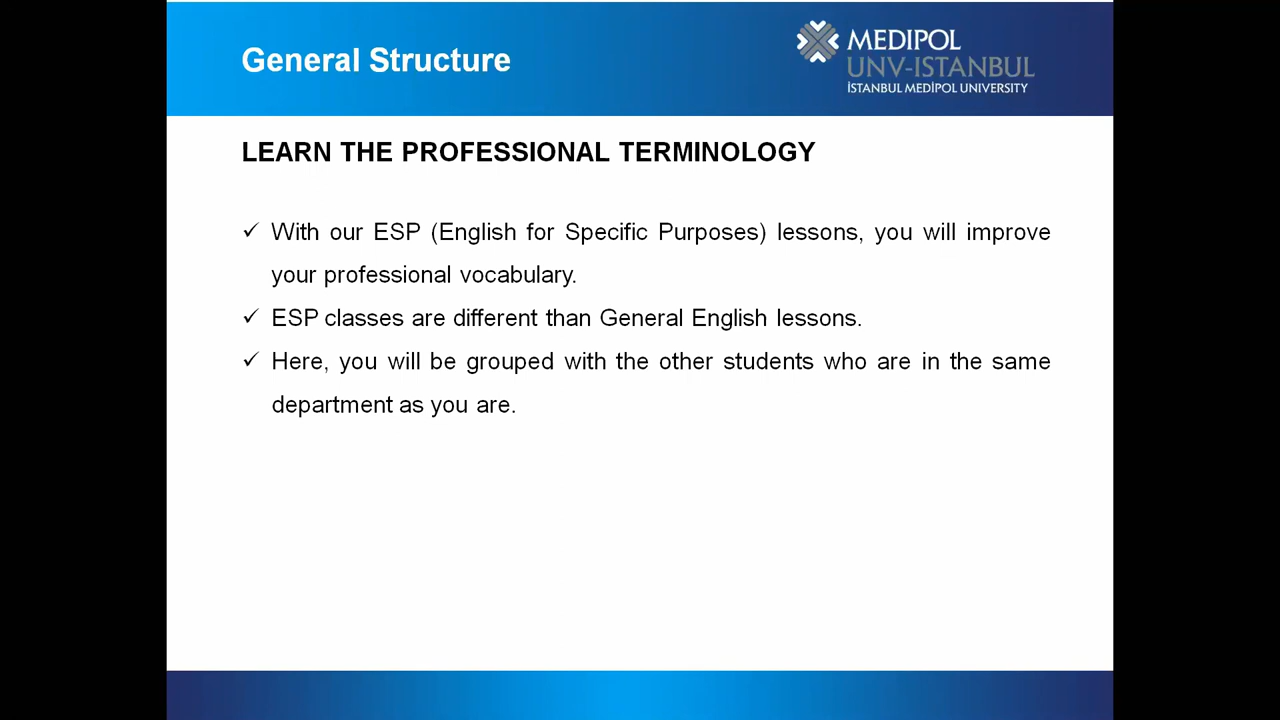 General Structure
MEDIPOL
UNV-ISTANBUL
İSTANBUL MEDİPOL UNIVERSITY
LEARN THE PROFESSIONAL TERMINOLOGY
✓ With our ESP (English for Specific Purposes) lessons, you will improve
your professional vocabulary.
✓ ESP classes are different than General English lessons.
✓ Here, you will be grouped with the other students who are in the same
department as you are.